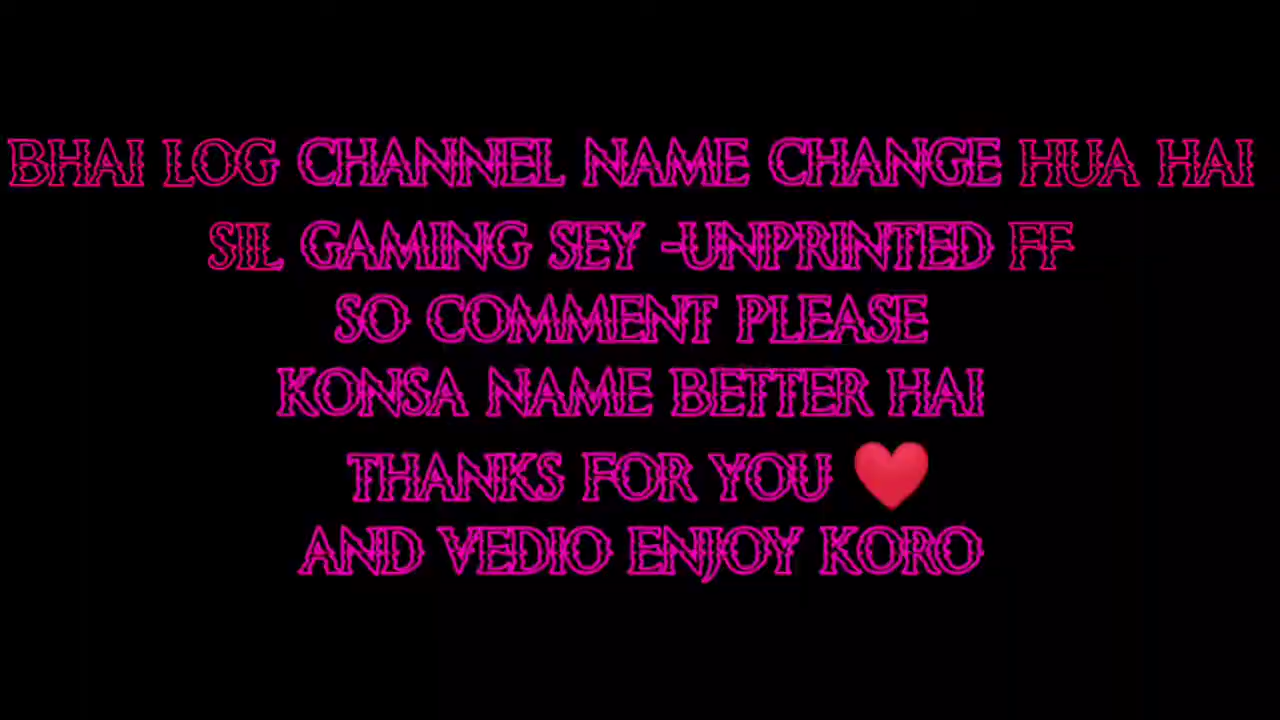 BHAI LOG CHANNEL NAME CHANGE HUA HAI
SIL GAMING SEY -UNPRINTED FF
SO COMMENT PLEASE
KONSA NAME BETTER HAI
THANKS FOR YOU ❤️
AND VEDIO ENJOY KORO